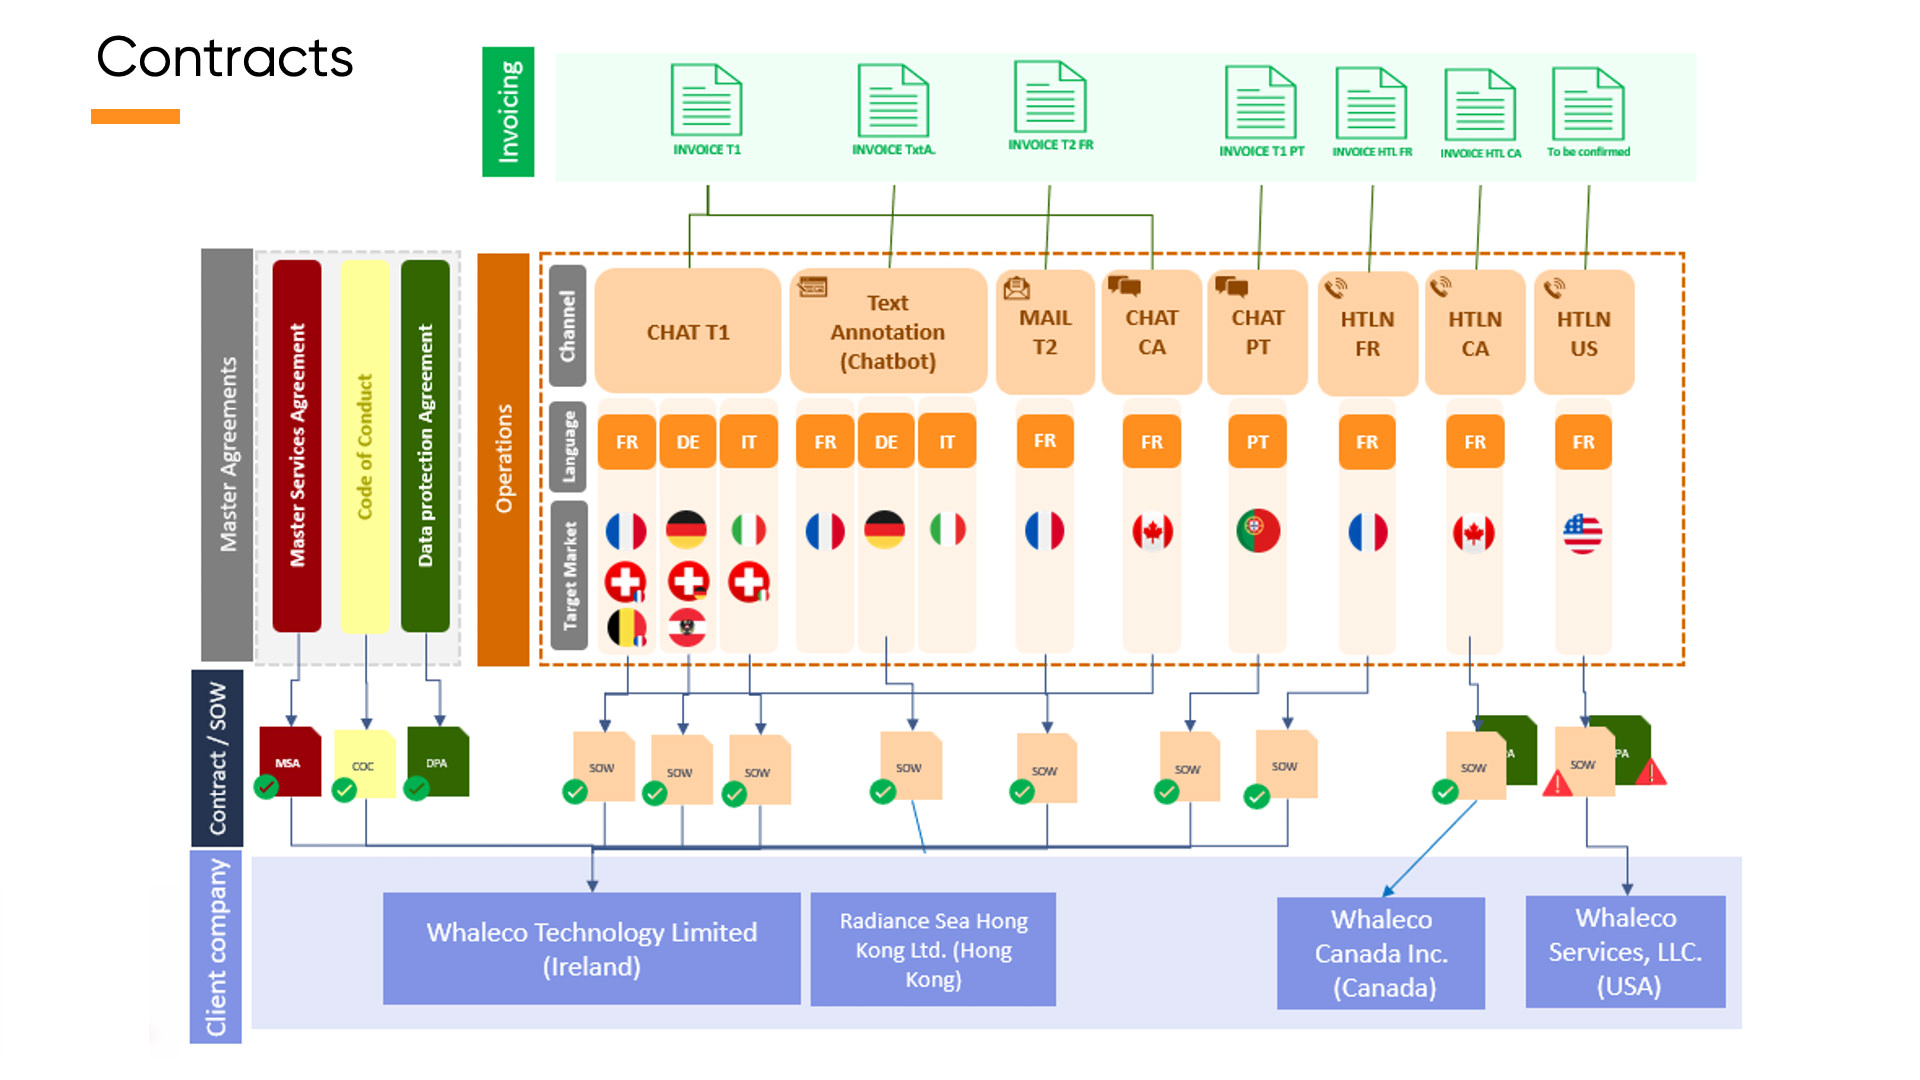 Contracts
Invoicing
INVOICE T1
INVOICE TxtA.
INVOICE T2 FR
INVOICE T1 PT
INVOICE HTL FR
INVOICE HTL CA
To be confirmed
Master Agreements
Master Services Agreement
Code of Conduct
Data protection Agreement
Operations
Channel
CHAT T1
Text
Annotation
(Chatbot)
MAIL
T2
CHAT
CA
CHAT
PT
HTLN
FR
HTLN
CA
HTLN
US
Language
FR
DE
IT
FR
DE
IT
FR
FR
PT
FR
FR
FR
Target Market
Contract / SOW
MSA
COC
DPA
SOW
SOW
SOW
SOW
SOW
SOW
SOW
SOW
PA
SOW
PA
Client company
Whaleco Technology Limited
(Ireland)
Radiance Sea Hong
Kong Ltd. (Hong
Kong)
Whaleco
Canada Inc.
(Canada)
Whaleco
Services, LLC.
(USA)